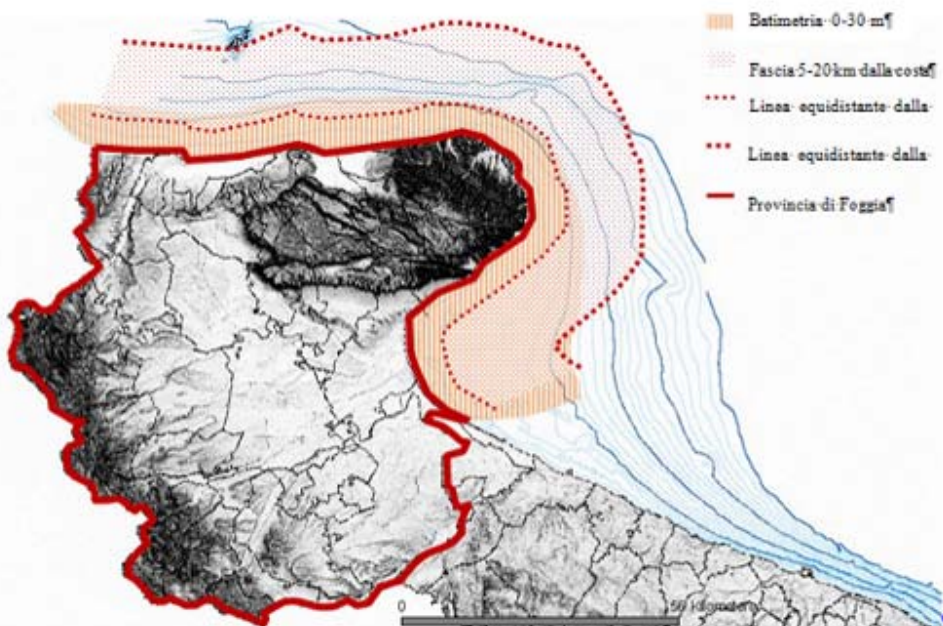 Batimetria 0-30 m¶
Fascia 5-20 km dalla costa¶
Linea equidistante dalla
Linea equidistante dalla
Provincia di Foggia¶
0
50 Kilometers